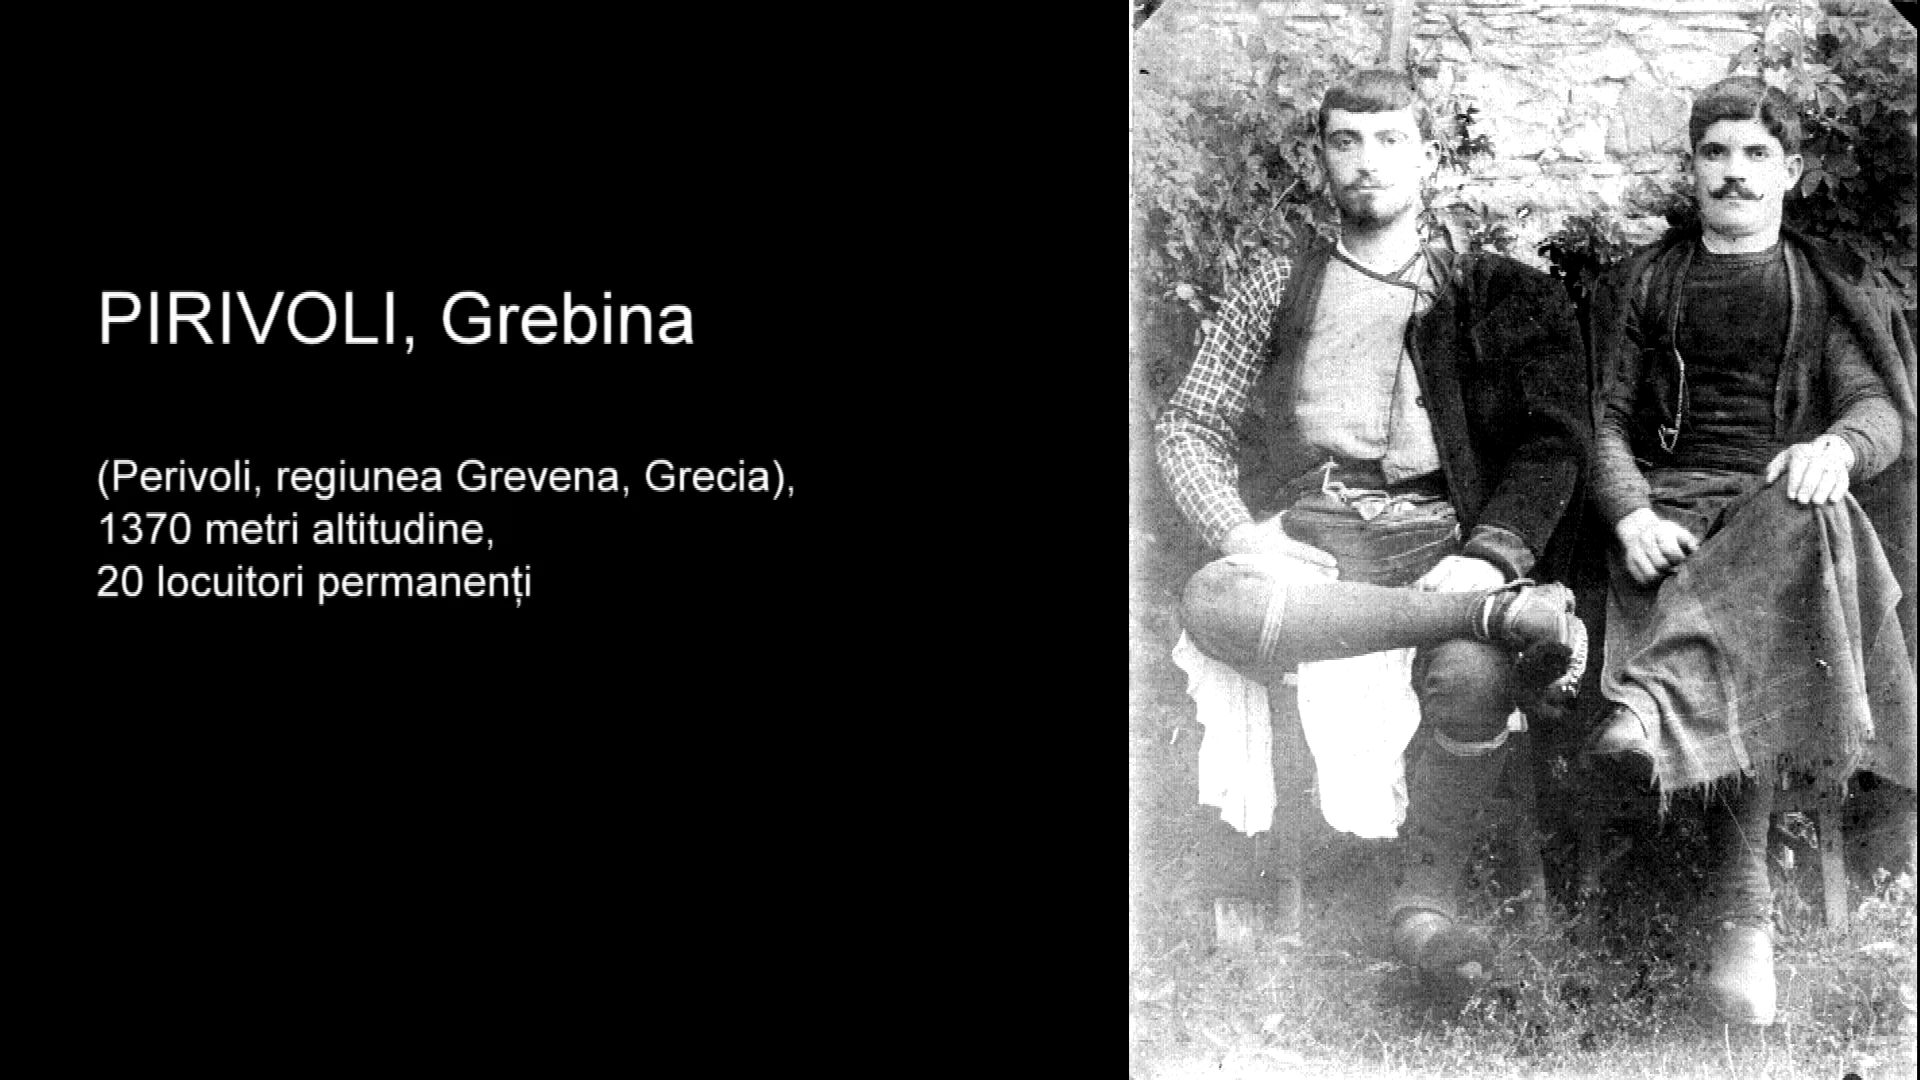 PIRIVOLI, Grebina
(Perivoli, regiunea Grevena, Grecia),
1370 metri altitudine,
20 locuitori permanenți